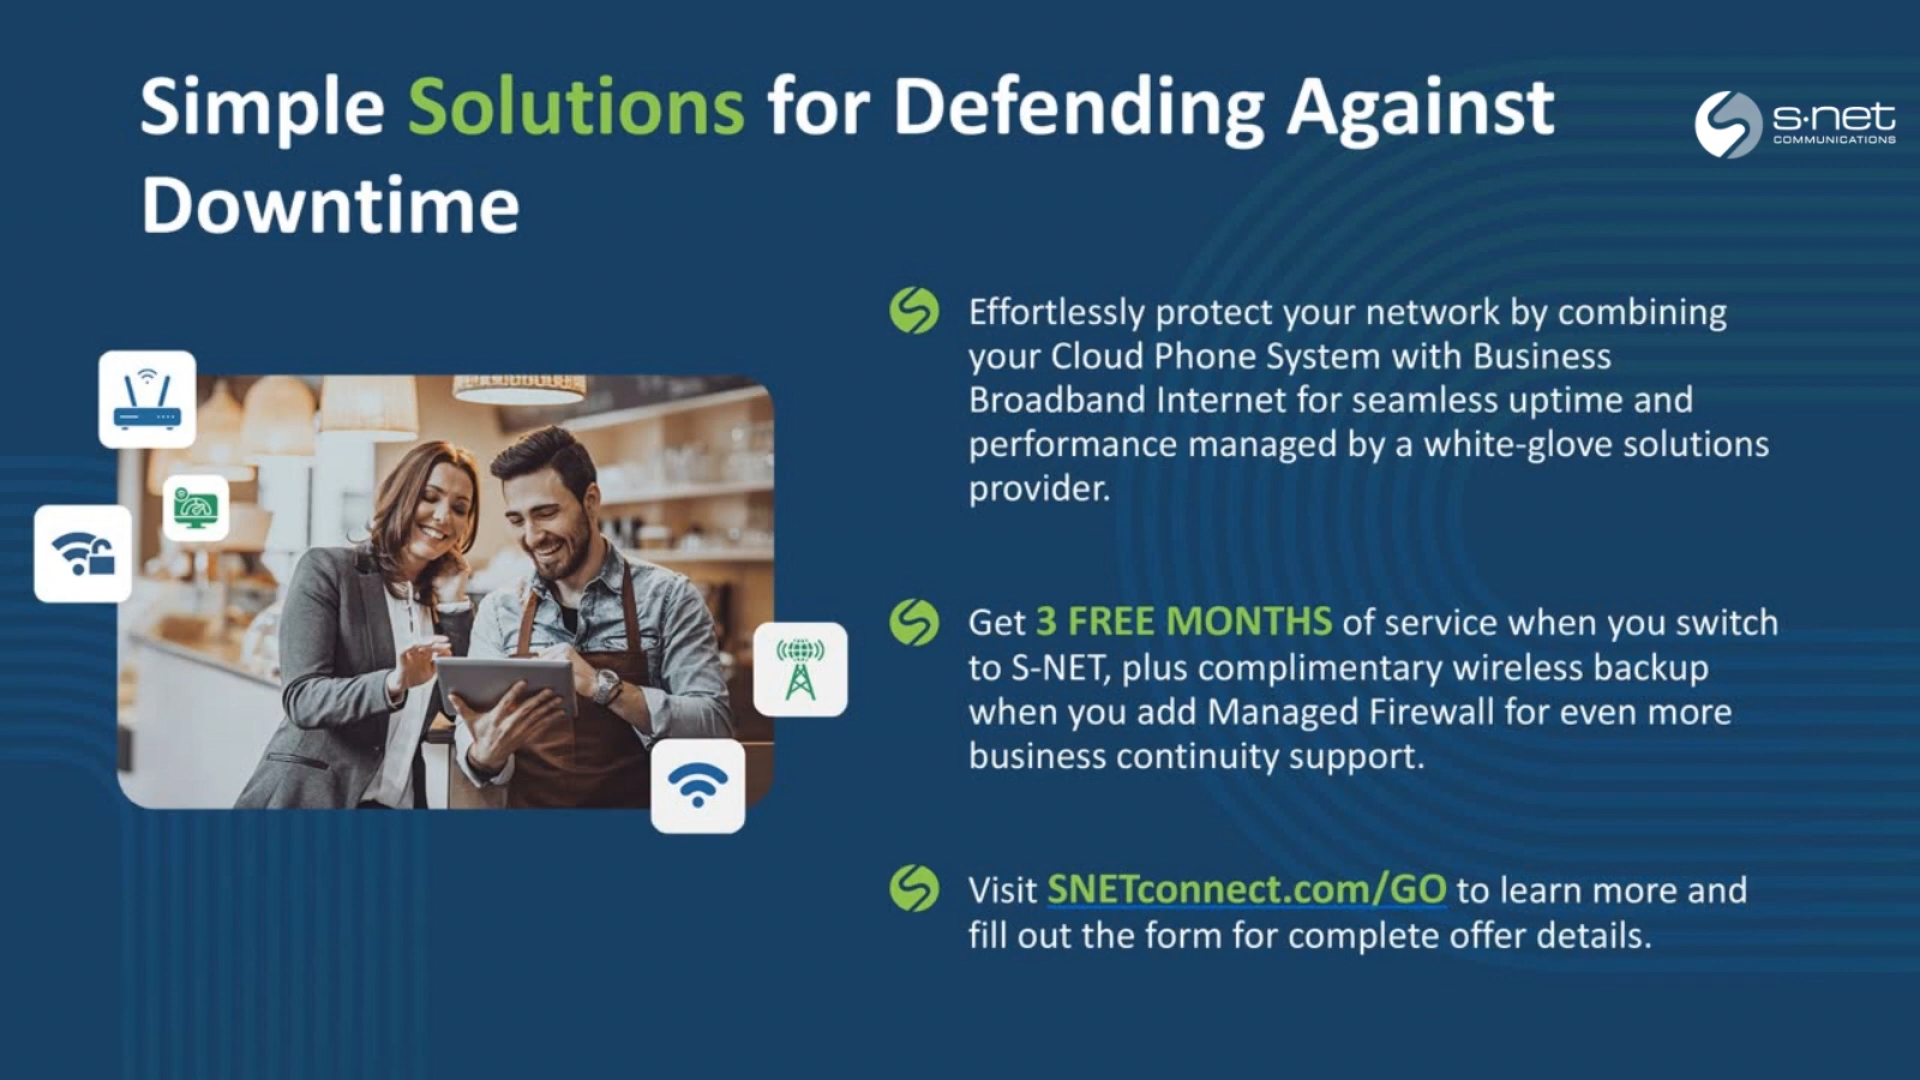 Simple Solutions for Defending Against
Downtime
s·net
COMMUNICATIONS
Effortlessly protect your network by combining
your Cloud Phone System with Business
Broadband Internet for seamless uptime and
performance managed by a white-glove solutions
provider.
Get 3 FREE MONTHS of service when you switch
to S-NET, plus complimentary wireless backup
when you add Managed Firewall for even more
business continuity support.
Visit SNETconnect.com/GO to learn more and
fill out the form for complete offer details.